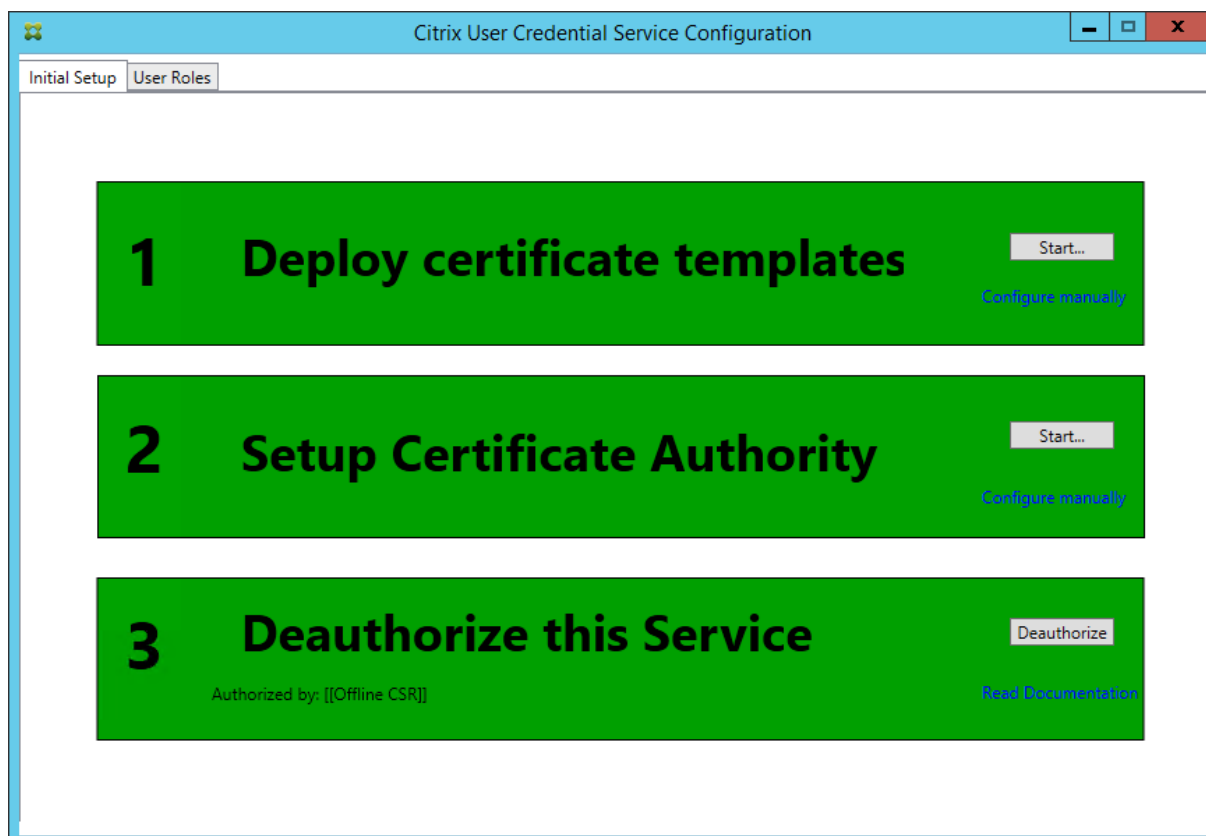 Citrix User Credential Service Configuration
Initial Setup User Roles
1 Deploy certificate templates
Start...
Configure manually
2 Setup Certificate Authority
Start...
Configure manually
3 Deauthorize this Service
Deauthorize
Authorized by: [[Offline CSR]]
Read Documentation